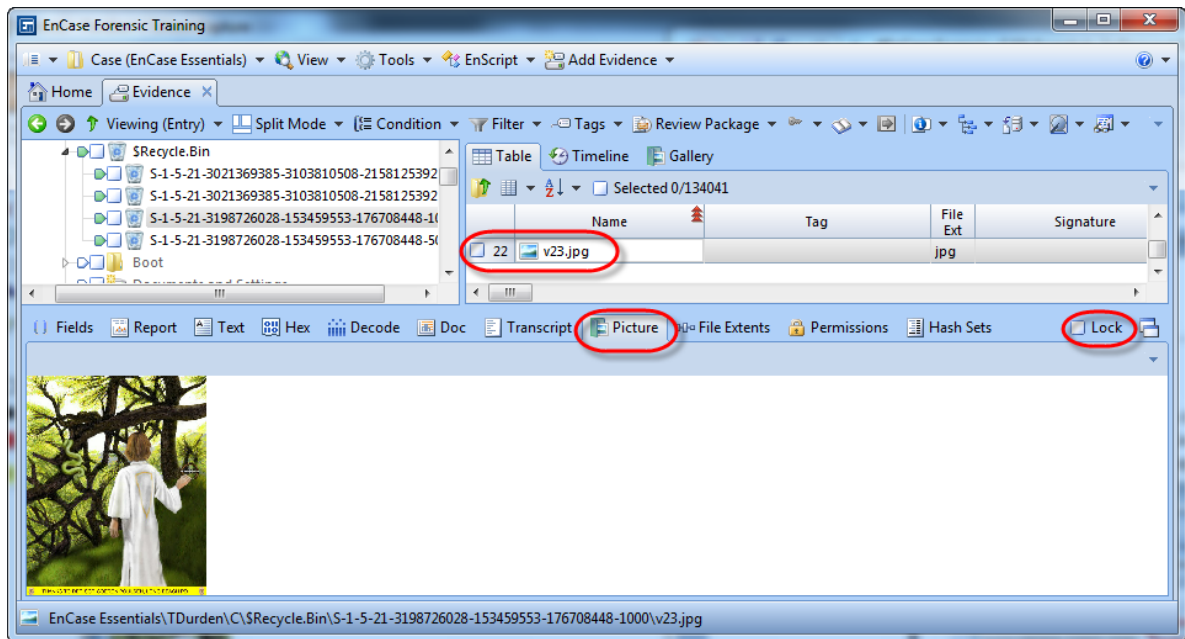 EnCase Forensic Training
Case (EnCase Essentials) View Tools EnScript Add Evidence
Home Evidence
Viewing (Entry) Split Mode Condition Filter Tags Review Package
$Recycle.Bin
S-1-5-21-3021369385-3103810508-2158125392
S-1-5-21-3021369385-3103810508-2158125392
S-1-5-21-3198726028-153459553-176708448-10
S-1-5-21-3198726028-153459553-176708448-50
Boot
Table Timeline Gallery
Selected 0/134041
Name Tag File Ext Signature
22 v23.jpg jpg
Fields Report Text Hex Decode Doc Transcript Picture File Extents Permissions Hash Sets Lock
EnCase Essentials\TDurden\C\$Recycle.Bin\S-1-5-21-3198726028-153459553-176708448-1000\v23.jpg